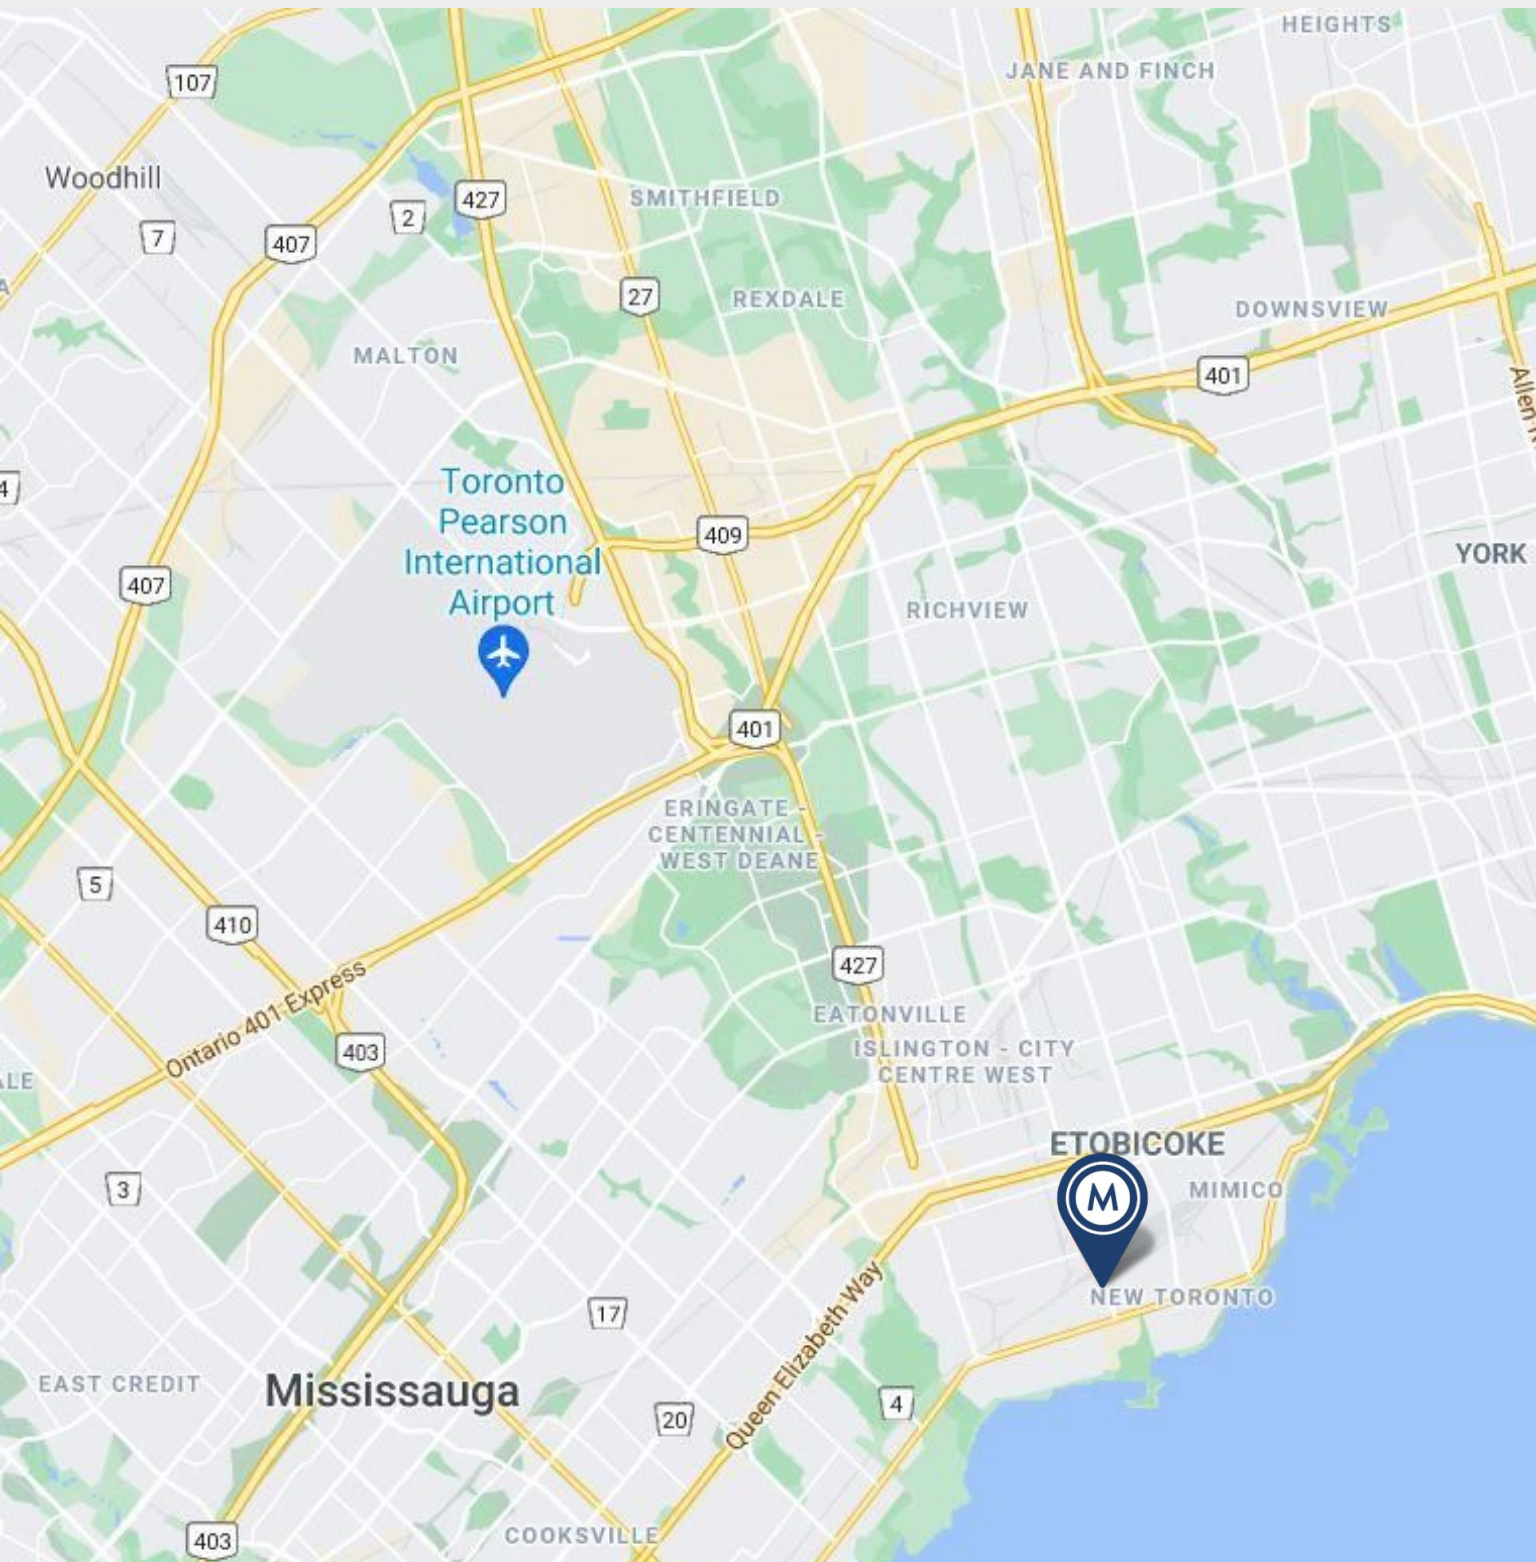 HEIGHTS
JANE AND FINCH
107
Woodhill
SMITHFIELD
427
2
7
407
27
REXDALE
DOWNSVIEW
A
MALTON
401
Allen R
Toronto
Pearson
International
Airport
4
409
YORK
407
RICHVIEW
401
ERINGATE -
CENTENNIAL -
WEST DEANE
5
410
427
Ontario 401 Express
EATONVILLE
403
ISLINGTON - CITY
CENTRE WEST
ALE
ETOBICOKE
3
MIMICO
M
NEW TORONTO
17
Queen Elizabeth Way
EAST CREDIT
Mississauga
4
20
COOKSVILLE
403